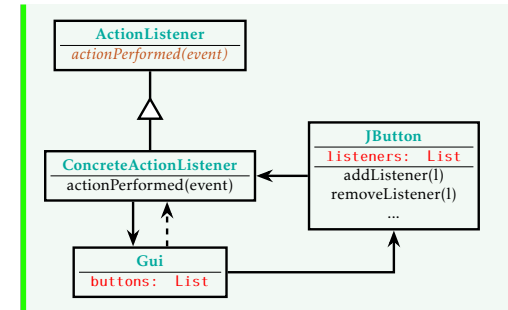 ActionListener
actionPerformed(event)
ConcreteActionListener
actionPerformed(event)
JButton
listeners: List
addListener(l)
removeListener(l)
...
Gui
buttons: List